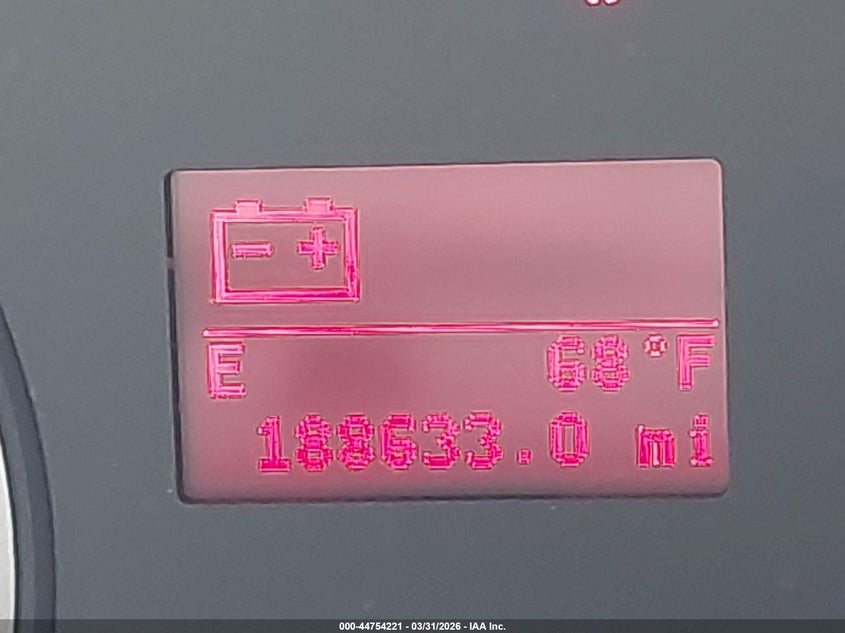 - +
E 68°F
188633.0 mi
000-44754221 - 03/31/2026 - IAA Inc.